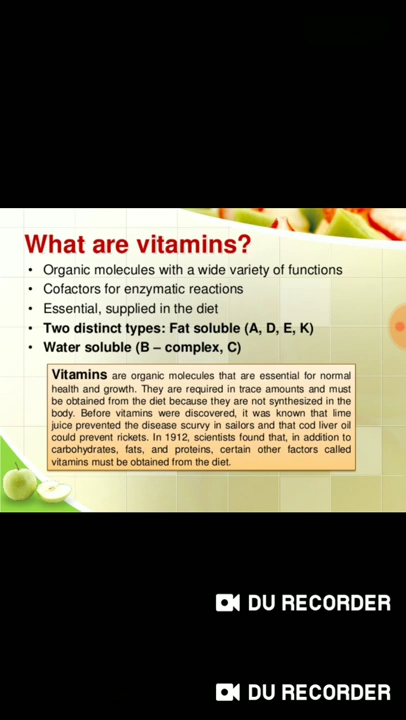 What are vitamins?
• Organic molecules with a wide variety of functions
• Cofactors for enzymatic reactions
• Essential, supplied in the diet
• Two distinct types: Fat soluble (A, D, E, K)
• Water soluble (B – complex, C)
Vitamins are organic molecules that are essential for normal
health and growth. They are required in trace amounts and must
be obtained from the diet because they are not synthesized in the
body. Before vitamins were discovered, it was known that lime
juice prevented the disease scurvy in sailors and that cod liver oil
could prevent rickets. In 1912, scientists found that, in addition to
carbohydrates, fats, and proteins, certain other factors called
vitamins must be obtained from the diet.
DU RECORDER
DU RECORDER